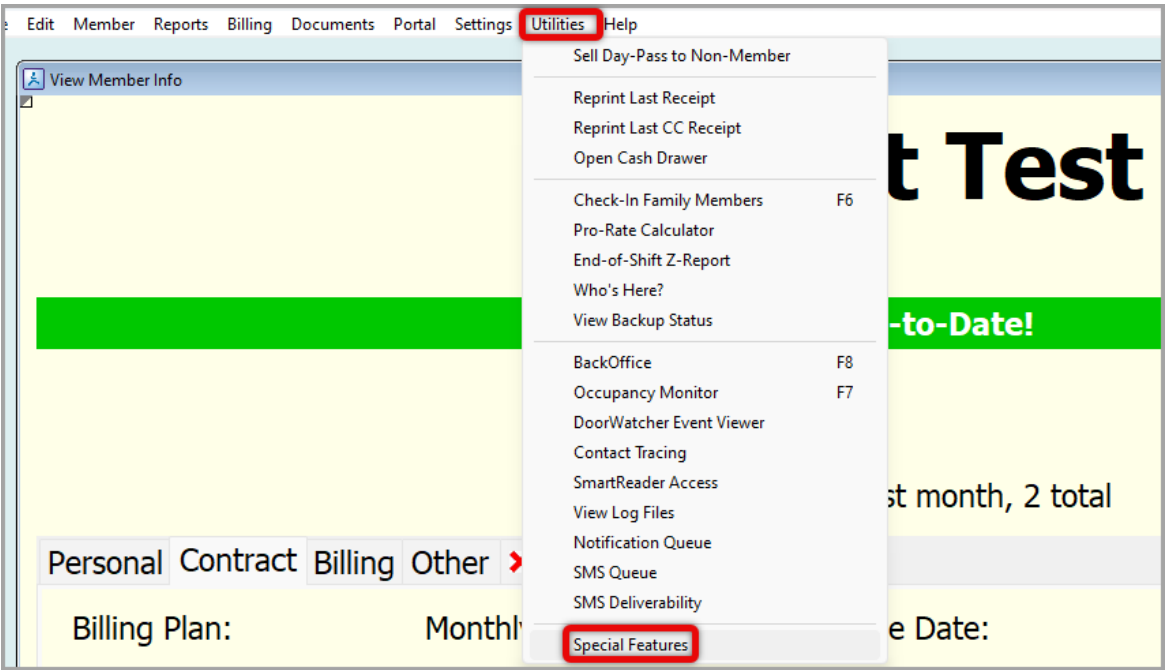 Edit Member Reports Billing Documents Portal Settings Utilities Help
View Member Info
Sell Day-Pass to Non-Member
Reprint Last Receipt
Reprint Last CC Receipt
Open Cash Drawer
Check-In Family Members F6
Pro-Rate Calculator
End-of-Shift Z-Report
Who's Here?
View Backup Status
BackOffice F8
Occupancy Monitor F7
DoorWatcher Event Viewer
Contact Tracing
SmartReader Access
View Log Files
Notification Queue
SMS Queue
SMS Deliverability
Special Features
t Test
-to-Date!
st month, 2 total
Personal Contract Billing Other
Billing Plan: Monthly e Date: